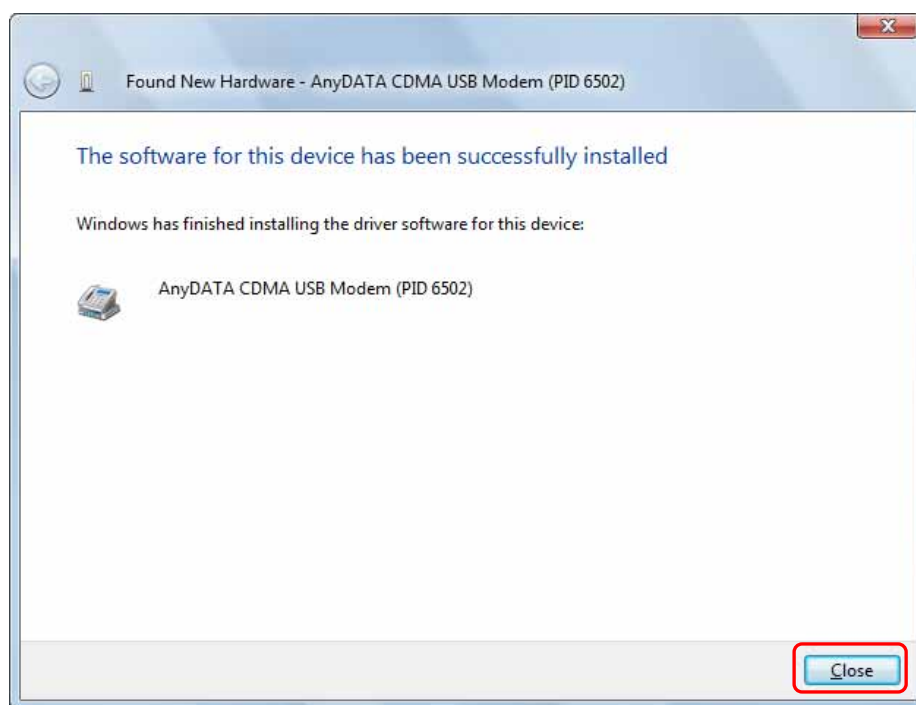 Found New Hardware - AnyDATA CDMA USB Modem (PID 6502)
The software for this device has been successfully installed
Windows has finished installing the driver software for this device:
AnyDATA CDMA USB Modem (PID 6502)
Close